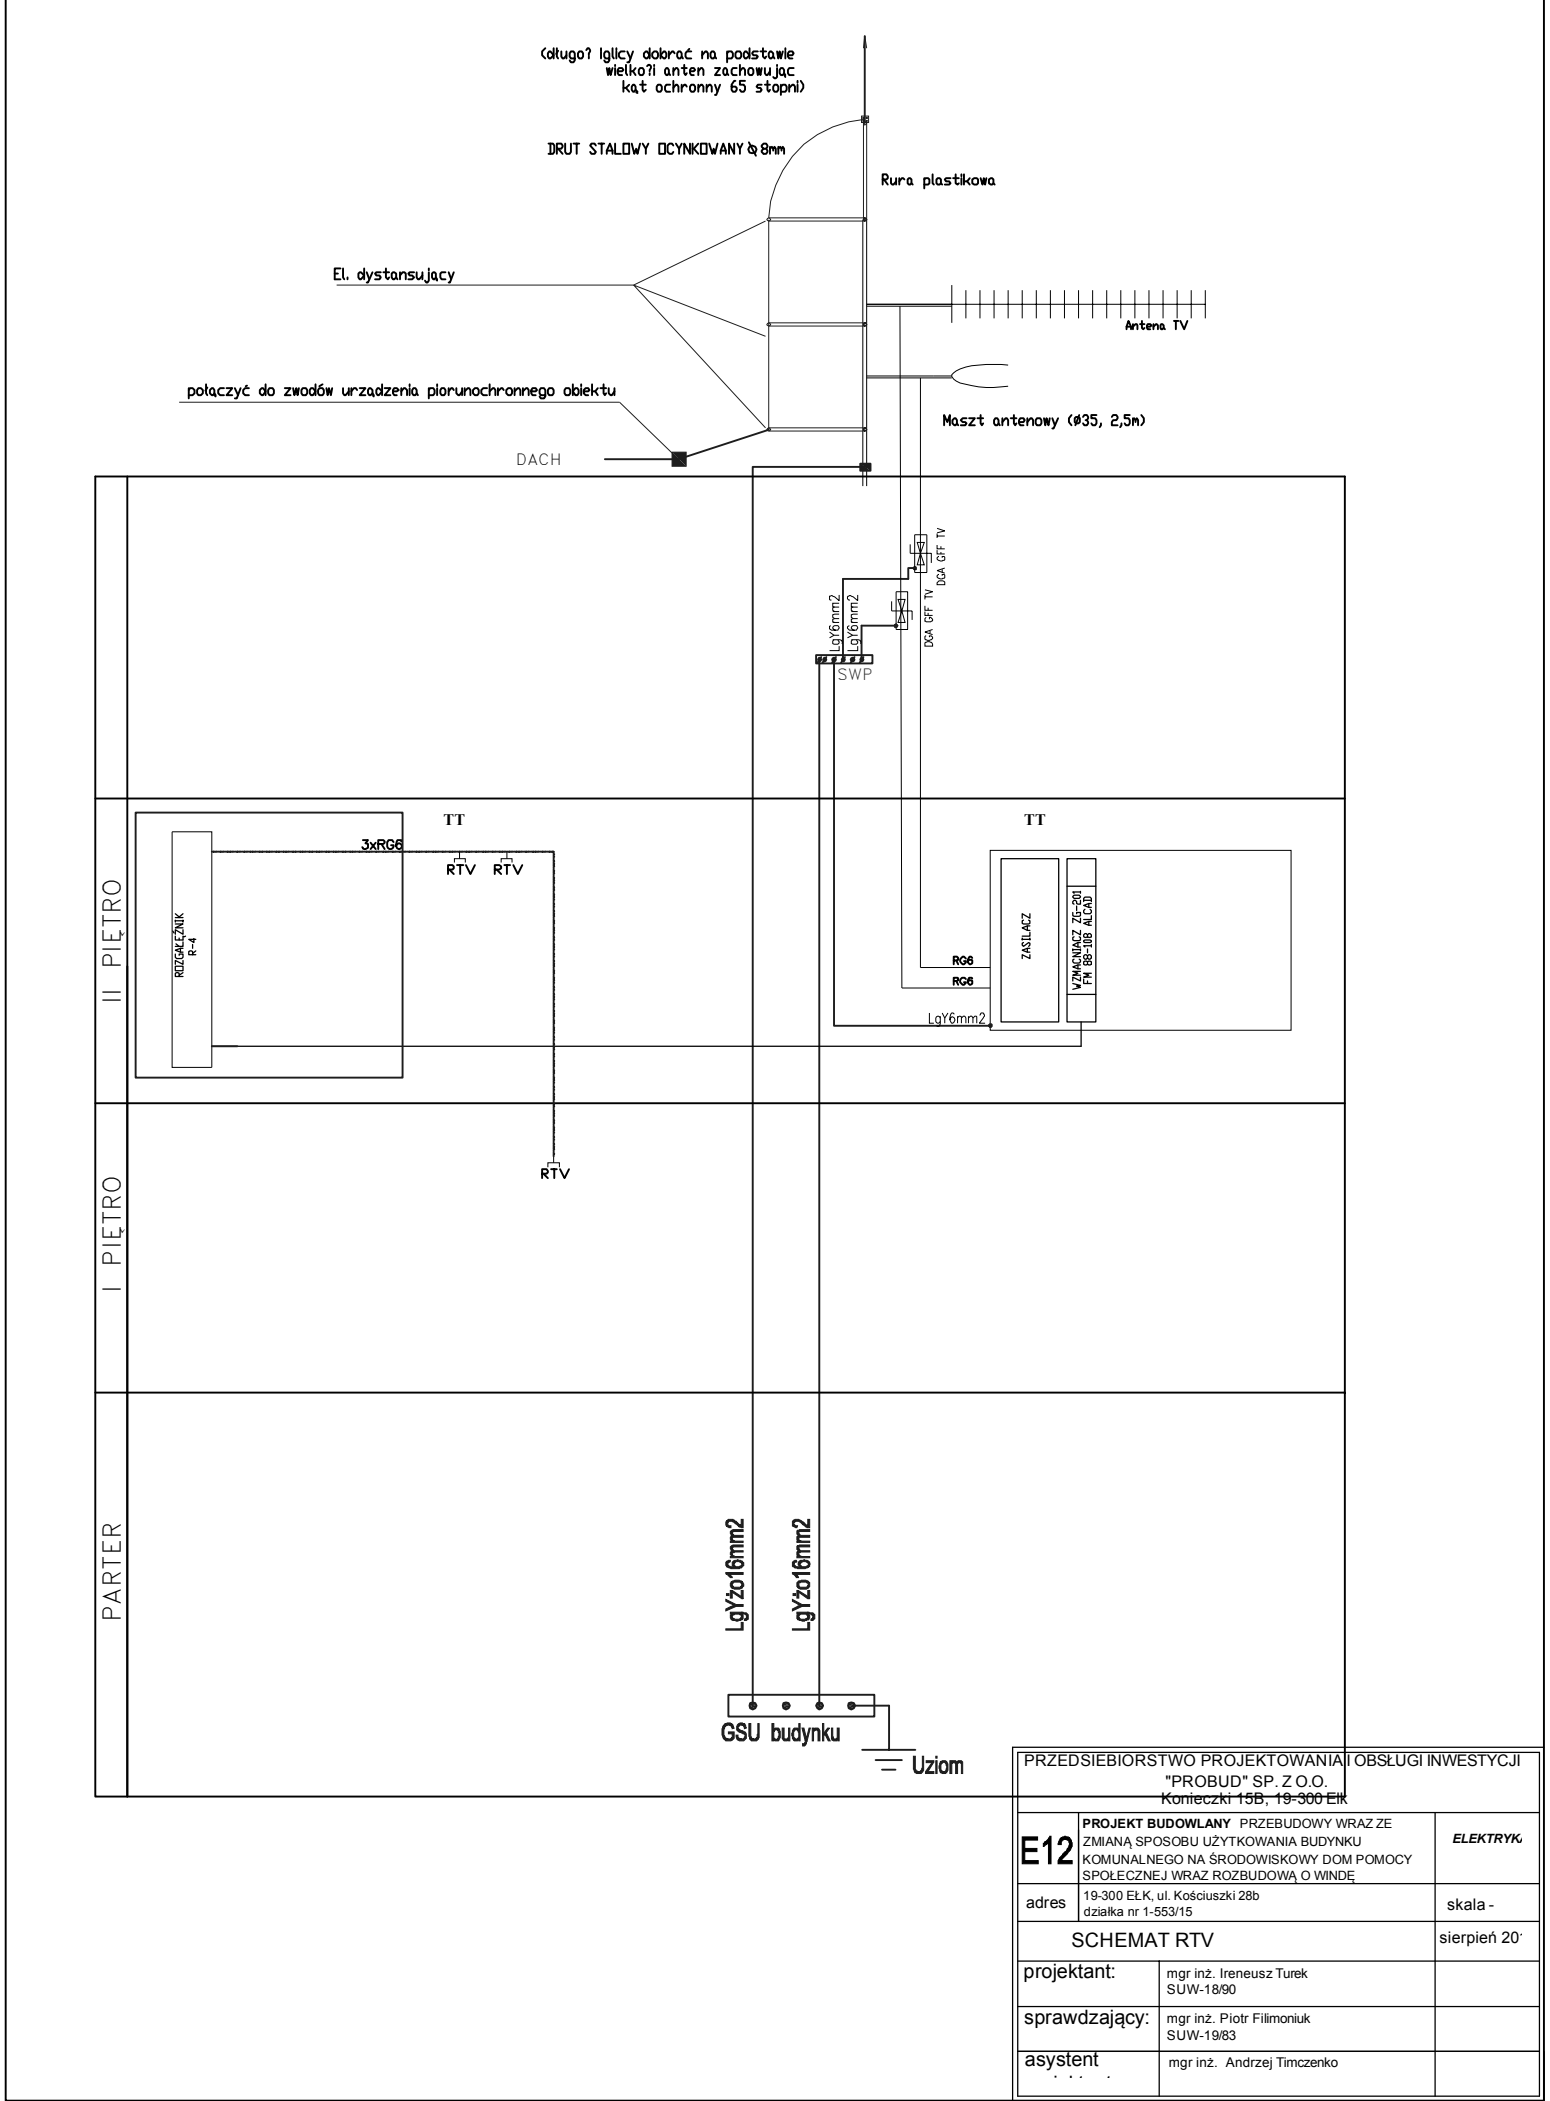 (długo? iglicy dobrać na podstawie
wielko?i anten zachowując
kąt ochronny 65 stopni)
DRUT STALOWY OCYNKOWANY ϕ 8mm
Rura plastikowa
El. dystansujący
Antena TV
połączyć do zwodów urządzenia piorunochronnego obiektu
Maszt antenowy (ø35, 2,5m)
DACH
DGA GFF TV
DGA GFF TV
LgY6mm2
LgY6mm2
SWP
II PIĘTRO
TT
TT
3xRG6
RTV
RTV
ROZGAŁĘŹNIK
R-4
ZASILACZ
WZMACNIACZ ZG-201
FM 88-108 ALCAD
RG6
RG6
LgY6mm2
I PIĘTRO
RTV
PARTER
LgYżo16mm2
LgYżo16mm2
GSU budynku
Uziom
PRZEDSIEBIORSTWO PROJEKTOWANIA I OBSŁUGI INWESTYCJI
"PROBUD" SP. Z O.O.
Konieczki 15B, 19-300 Ełk
E12
PROJEKT BUDOWLANY PRZEBUDOWY WRAZ ZE
ZMIANĄ SPOSOBU UŻYTKOWANIA BUDYNKU
KOMUNALNEGO NA ŚRODOWISKOWY DOM POMOCY
SPOŁECZNEJ WRAZ ROZBUDOWĄ O WINDĘ
ELEKTRYK
adres
19-300 EŁK, ul. Kościuszki 28b
działka nr 1-553/15
skala -
SCHEMAT RTV
sierpień 20
projektant:
mgr inż. Ireneusz Turek
SUW-18/90
sprawdzający:
mgr inż. Piotr Filimoniuk
SUW-19/83
asystent
mgr inż. Andrzej Timczenko